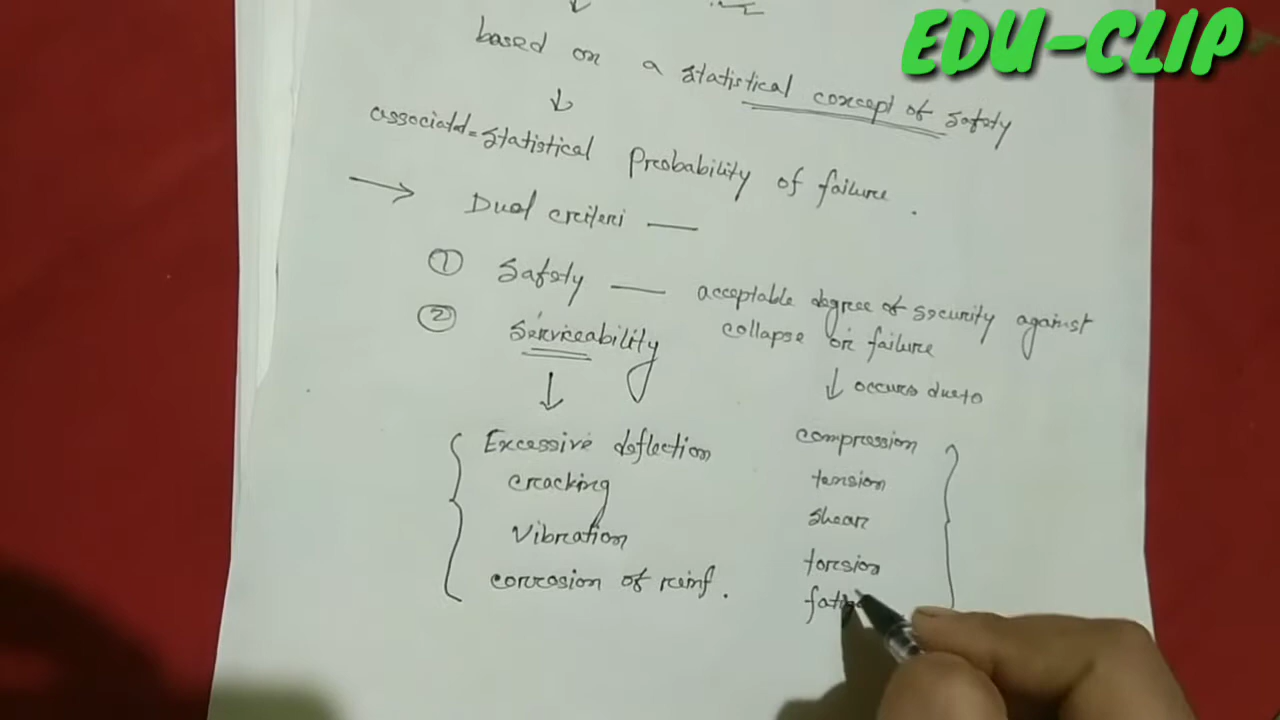 EDU-CLIP
based on a statistical concept of safety
associated = statistical Probability of failure.
Dual criteri —
① Safety — acceptable degree of security against
collapse or failure
② Serviceability
occurs due to
Excessive deflection
cracking
Vibration
corrosion of reinf.
compression
tension
shear
torsion